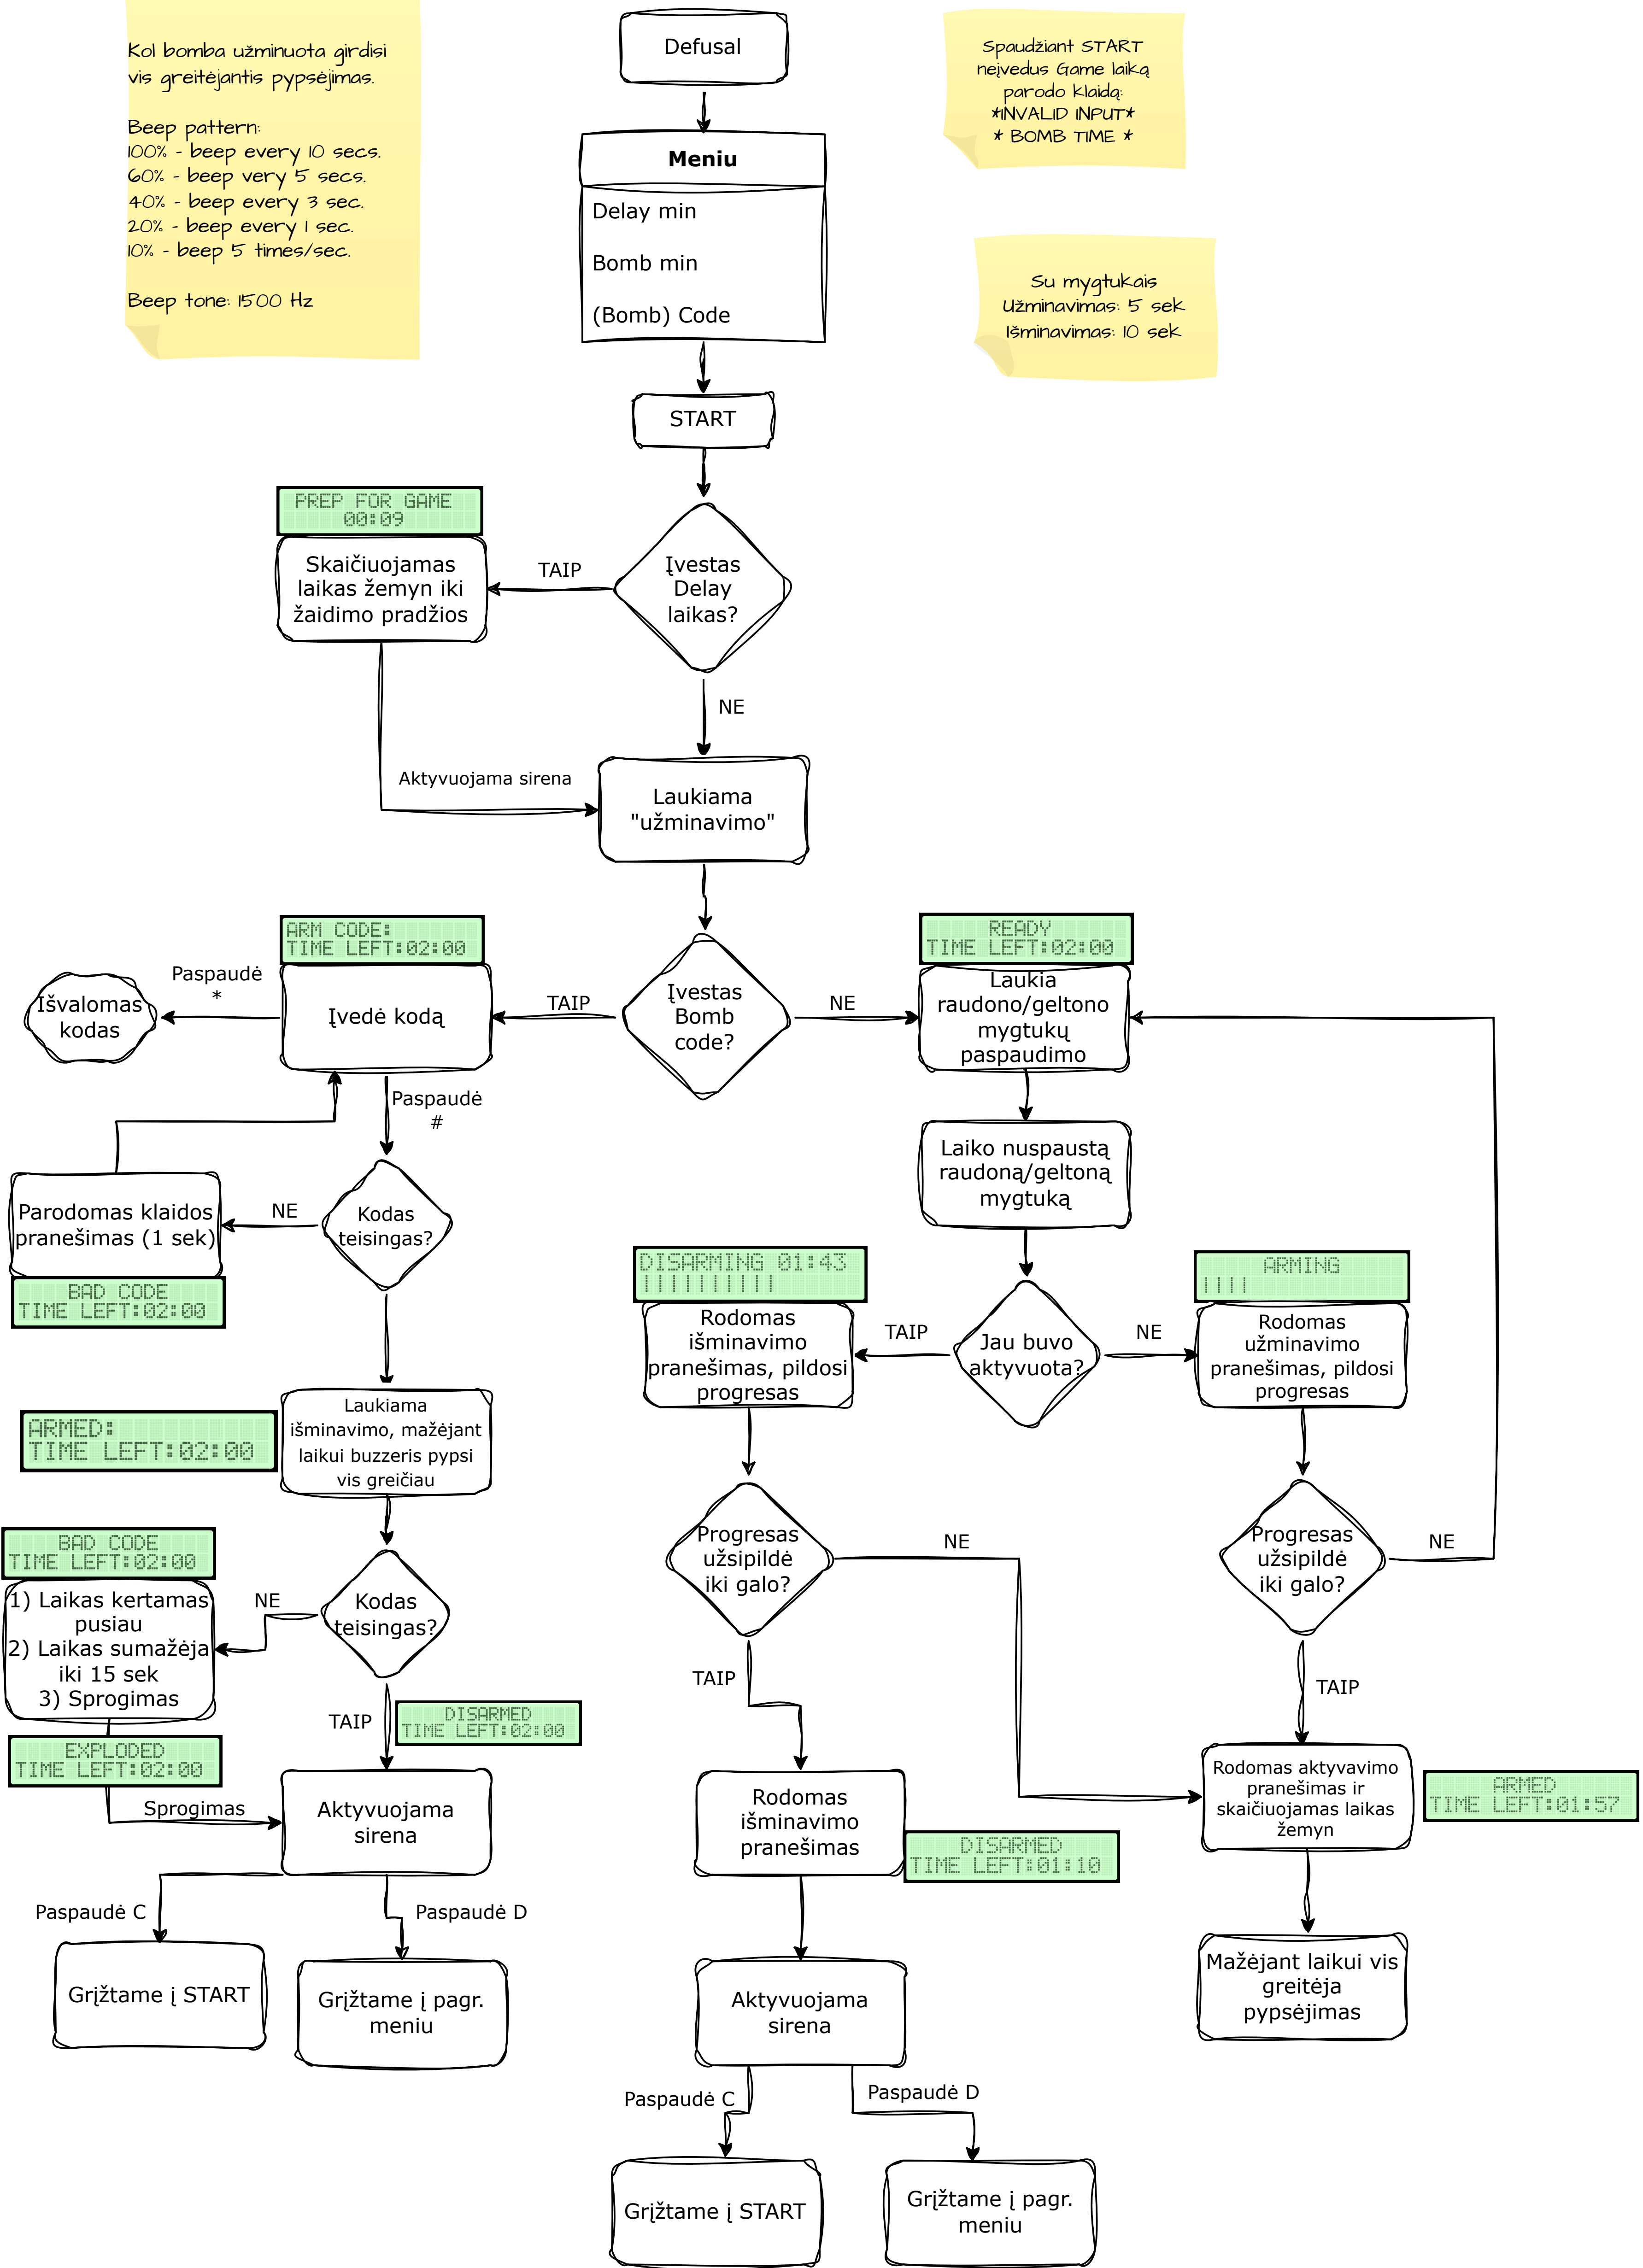 Kol bomba užminuota girdisi
vis greitėjantis pypsėjimas.
Beep pattern:
100% - beep every 10 secs.
60% - beep very 5 secs.
40% - beep every 3 sec.
20% - beep every 1 sec.
10% - beep 5 times/sec.
Beep tone: 1500 Hz
Defusal
Spaudžiant START
neįvedus Game laiką
parodo klaidą:
*INVALID INPUT*
* BOMB TIME *
Meniu
Delay min
Bomb min
(Bomb) Code
Su mygtukais
Užminavimas: 5 sek
Išminavimas: 10 sek
START
PREP FOR GAME
00:09
Skaičiuojamas
laikas žemyn iki
žaidimo pradžios
TAIP
Įvestas
Delay
laikas?
NE
Aktyvuojama sirena
Laukiama
"užminavimo"
ARM CODE:
TIME LEFT:02:00
READY
TIME LEFT:02:00
Išvalomas
kodas
Paspaudė
*
Įvedė kodą
TAIP
Įvestas
Bomb
code?
NE
Laukia
raudono/geltono
mygtukų
paspaudimo
Paspaudė
#
Laiko nuspaustą
raudoną/geltoną
mygtuką
Parodomas klaidos
pranešimas (1 sek)
NE
Kodas
teisingas?
BAD CODE
TIME LEFT:02:00
DISARMING 01:43
||||||||||
ARMING
||||
Rodomas
išminavimo
pranešimas, pildosi
progresas
TAIP
Jau buvo
aktyvuota?
NE
Rodomas
užminavimo
pranešimas, pildosi
progresas
ARMED:
TIME LEFT:02:00
Laukiama
išminavimo, mažėjant
laikui buzzeris pypsi
vis greičiau
BAD CODE
TIME LEFT:02:00
Progresas
užsipildė
iki galo?
NE
Progresas
užsipildė
iki galo?
NE
1) Laikas kertamas
pusiau
2) Laikas sumažėja
iki 15 sek
3) Sprogimas
NE
Kodas
teisingas?
TAIP
TAIP
TAIP
DISARMED
TIME LEFT:02:00
EXPLODED
TIME LEFT:02:00
Sprogimas
Aktyvuojama
sirena
Rodomas
išminavimo
pranešimas
DISARMED
TIME LEFT:01:10
Rodomas aktyvavimo
pranešimas ir
skaičiuojamas laikas
žemyn
ARMED
TIME LEFT:01:57
Paspaudė C
Paspaudė D
Grįžtame į START
Grįžtame į pagr.
meniu
Aktyvuojama
sirena
Mažėjant laikui vis
greitėja
pypsėjimas
Paspaudė C
Paspaudė D
Grįžtame į START
Grįžtame į pagr.
meniu